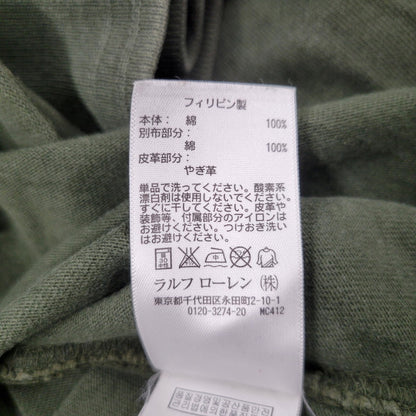 フィリピン製
本体： 綿 100%
別布部分：
綿 100%
皮革部分：
やぎ革
単品で洗ってください。酸素系
漂白剤は使用しないでください。
すぐに干してください。皮革や
装飾等、付属部分のアイロンは
お避けください。つけおき洗い
はお避けください。
ラルフ ローレン（株）
東京都千代田区永田町2-10-1
0120-3274-20 MC412